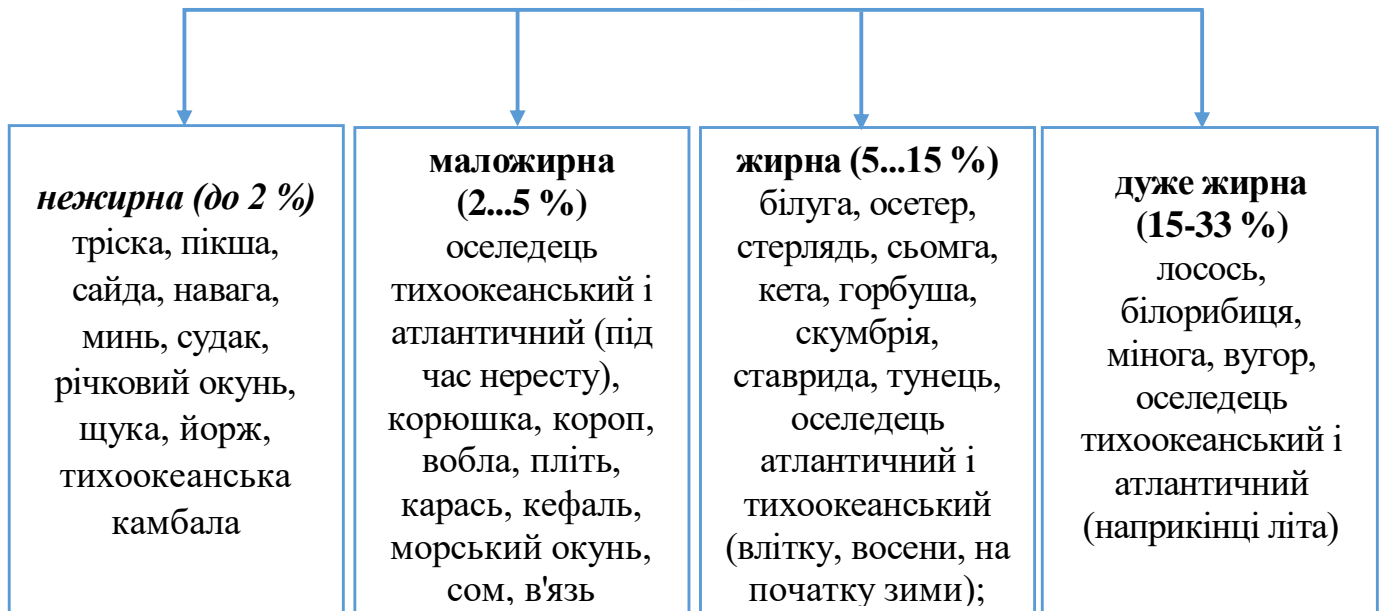 нежирна (до 2 %)
тріска, пікша,
сайда, навага,
минь, судак,
річковий окунь,
щука, йорж,
тихоокеанська
камбала
маложирна
(2...5 %)
оселедець
тихоокеанський і
атлантичний (під
час нересту),
корюшка, короп,
вобла, пліть,
карась, кефаль,
морський окунь,
сом, в'язь
жирна (5...15 %)
білуга, осетер,
стерлядь, сьомга,
кета, горбуша,
скумбрія,
ставрида, тунець,
оселедець
атлантичний і
тихоокеанський
(влітку, восени, на
початку зими);
дуже жирна
(15-33 %)
лосось,
білорибиця,
мінога, вугор,
оселедець
тихоокеанський і
атлантичний
(наприкінці літа)